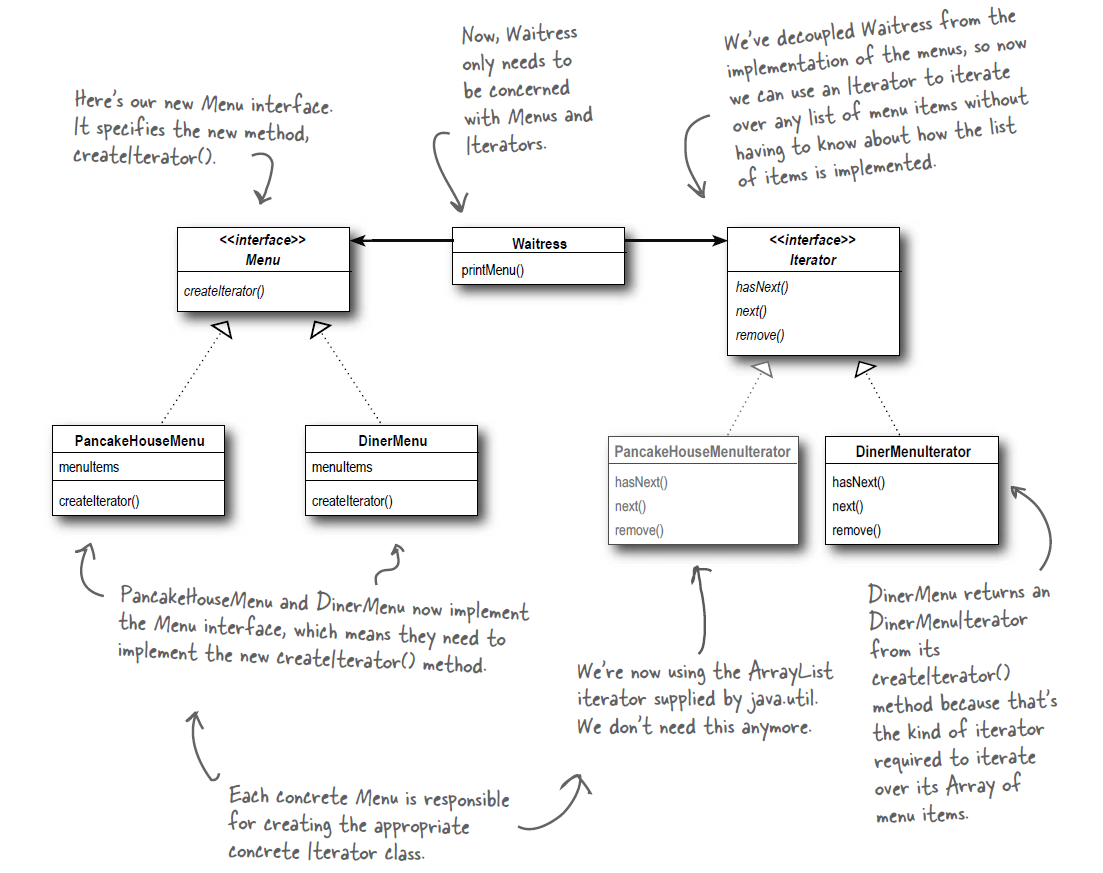 Here's our new Menu interface.
It specifies the new method,
createIterator().
Now, Waitress
only needs to
be concerned
with Menus and
Iterators.
We've decoupled Waitress from the
implementation of the menus, so now
we can use an Iterator to iterate
over any list of menu items without
having to know about how the list
of items is implemented.
<<interface>>
Menu
createIterator()
Waitress
printMenu()
<<interface>>
Iterator
hasNext()
next()
remove()
PancakeHouseMenu
menuItems
createIterator()
DinerMenu
menuItems
createIterator()
PancakeHouseMenuIterator
hasNext()
next()
remove()
DinerMenuIterator
hasNext()
next()
remove()
PancakeHouseMenu and DinerMenu now implement
the Menu interface, which means they need to
implement the new createIterator() method.
We're now using the ArrayList
iterator supplied by java.util.
We don't need this anymore.
DinerMenu returns an
DinerMenuIterator
from its
createIterator()
method because that's
the kind of iterator
required to iterate
over its Array of
menu items.
Each concrete Menu is responsible
for creating the appropriate
concrete Iterator class.